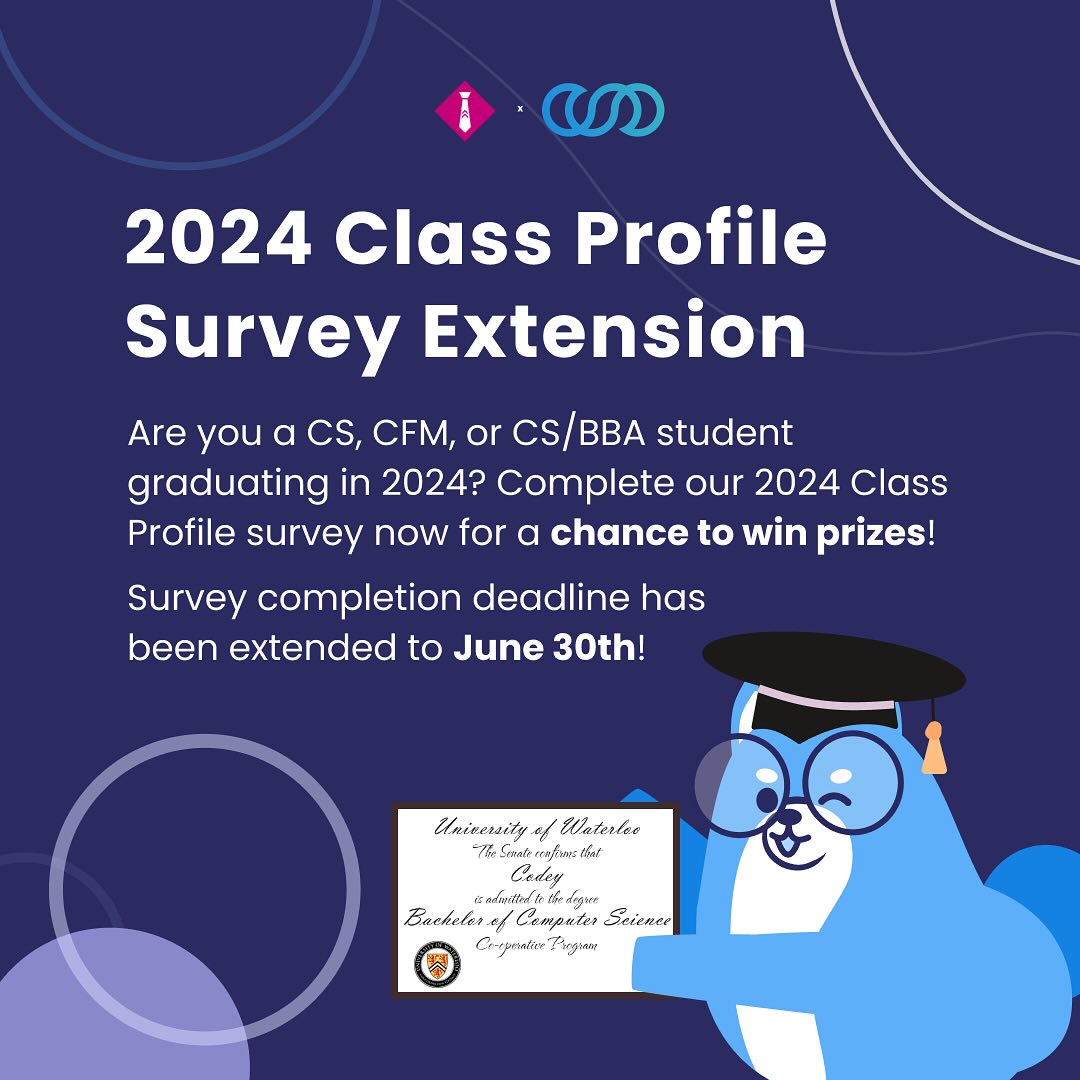 x
2024 Class Profile
Survey Extension
Are you a CS, CFM, or CS/BBA student
graduating in 2024? Complete our 2024 Class
Profile survey now for a chance to win prizes!
Survey completion deadline has
been extended to June 30th!
University of Waterloo
The Senate confirms that
Codey
is admitted to the degree
Bachelor of Computer Science
Co-operative Program
UNIVERSITY OF WATERLOO